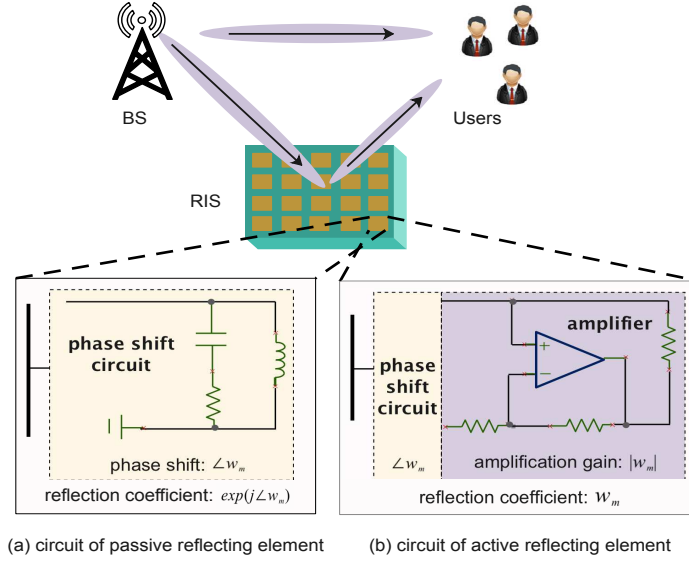 BS
Users
RIS
phase shift
circuit
phase shift: ∠w_m
reflection coefficient: exp(j∠w_m)
(a) circuit of passive reflecting element
amplifier
+
−
phase
shift
circuit
∠w_m
amplification gain: |w_m|
reflection coefficient: w_m
(b) circuit of active reflecting element